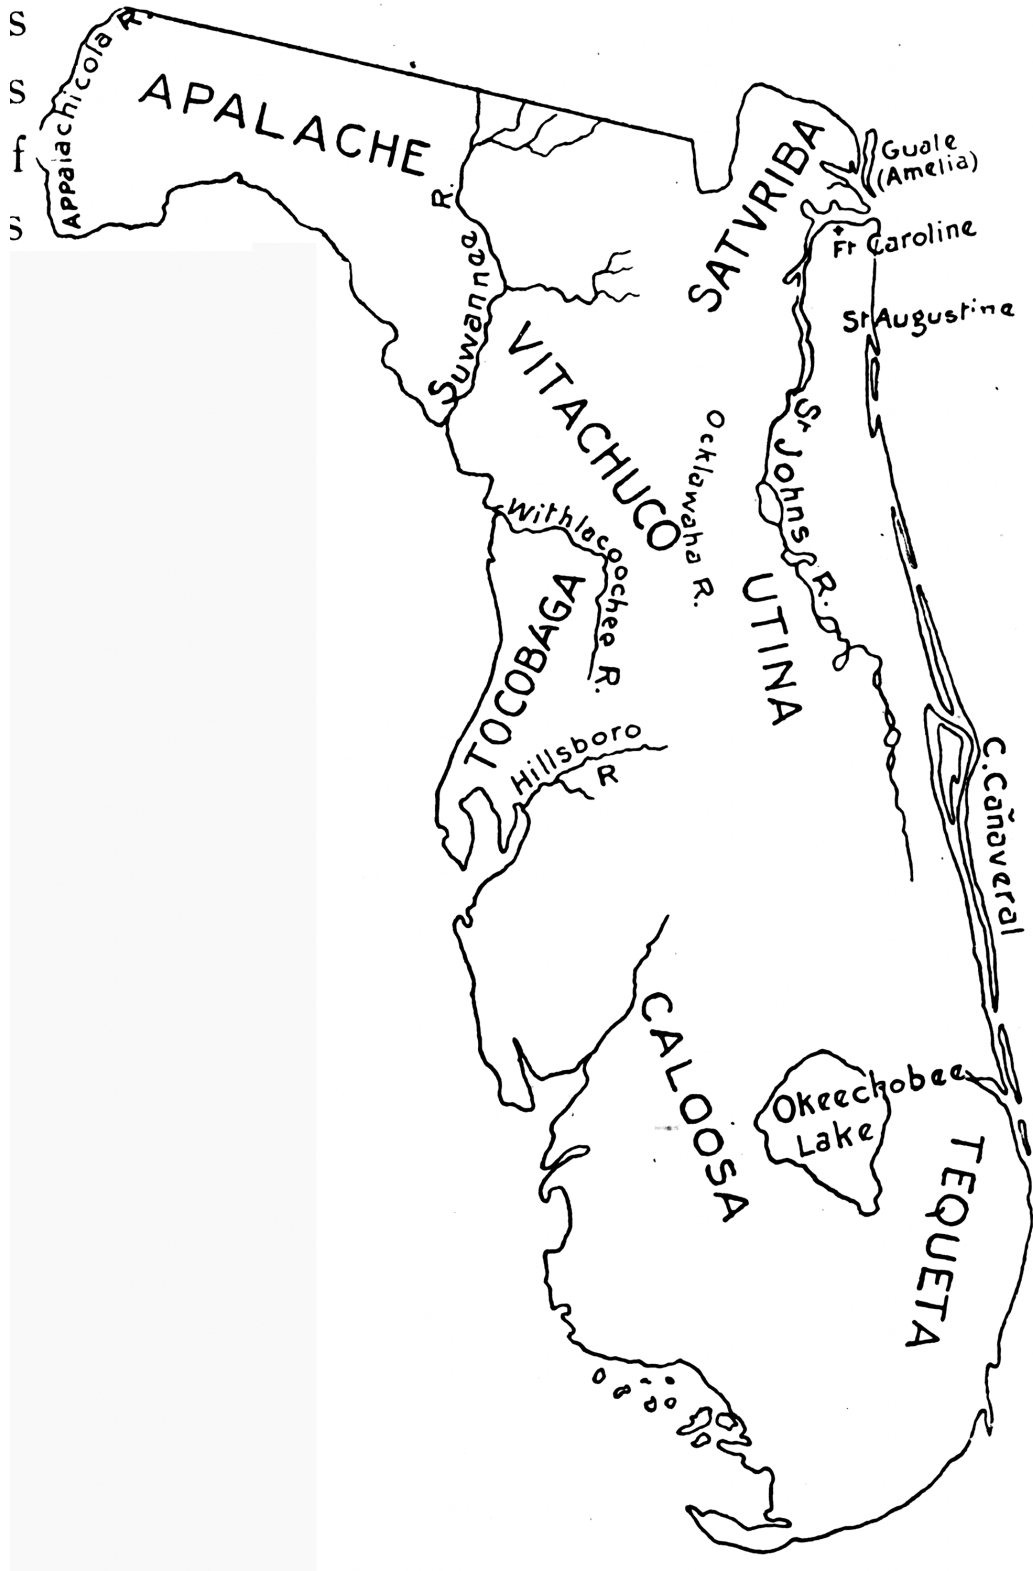 s
s
f
s
Appalachicola R.
APALACHE
Suwannee R.
SATVRIBA
Guale
(Amelia)
Ft Caroline
St Augustine
VITACHUCO
Ocklawaha R.
St Johns R.
Withlacoochee R.
TOCOBAGA
UTINA
Hillsboro
R
C. Cañaveral
CALOOSA
Okeechobee
Lake
TEQUETA